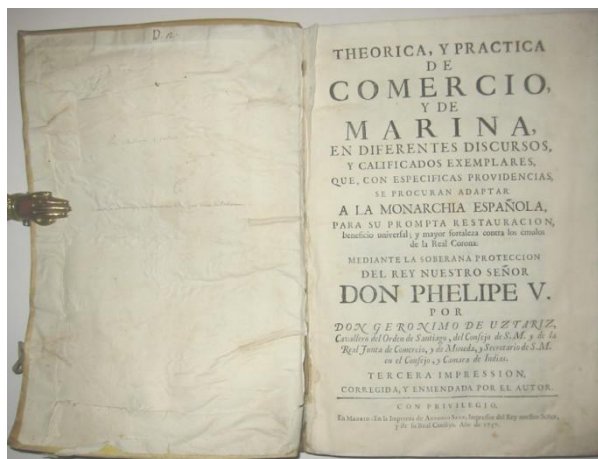 D.
THEORICA, Y PRACTICA
DE
COMERCIO,
Y DE
MARINA,
EN DIFERENTES DISCURSOS,
Y CALIFICADOS EXEMPLARES,
QUE, CON ESPECIFICAS PROVIDENCIAS,
SE PROCURAN ADAPTAR
A LA MONARCHIA ESPAÑOLA,
PARA SU PROMPTA RESTAURACION,
beneficio universal; y mayor fortaleza contra los emulos
de la Real Corona:
MEDIANTE LA SOBERANA PROTECCION
DEL REY NUESTRO SEÑOR
DON PHELIPE V.
POR
DON GERONIMO DE UZTARIZ,
Cavallero del Orden de Santiago, del Consejo de S. M. y de la
Real Junta de Comercio, y de Moneda, y Secretario de S. M.
en el Consejo, y Camara de Indias.
TERCERA IMPRESSION,
CORREGIDA, Y ENMENDADA POR EL AUTOR.
CON PRIVILEGIO.
En Madrid: En la Imprenta de Antonio Sanz, Impressor del Rey nuestro Señor,
y de su Real Consejo. Año de 1757.